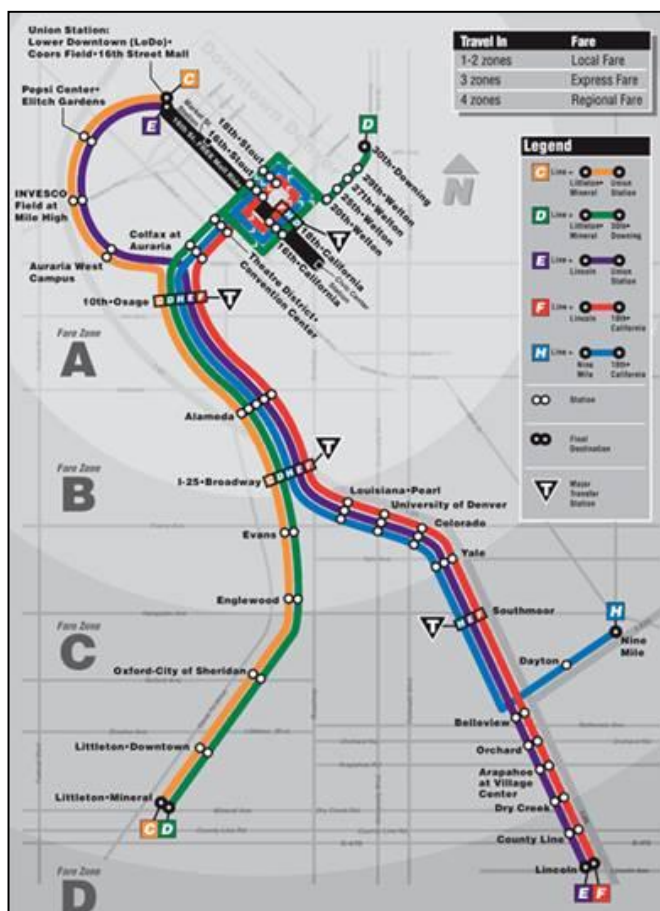 Union Station:
Lower Downtown (LoDo)•
Coors Field•16th Street Mall
C
Pepsi Center•
Elitch Gardens
E
INVESCO
Field at
Mile High
Auraria West
Campus
Colfax at
Auraria
10th•Osage
Theatre District•
Convention Center
18th•Stout
16th•Stout
16th•California
18th•California
D
30th•Downing
29th•Welton
27th•Welton
25th•Welton
20th•Welton
T
N
Travel In Fare
1-2 zones Local Fare
3 zones Express Fare
4 zones Regional Fare
Legend
C Line = Littleton• Mineral Union Station
D Line = Littleton• Mineral 30th• Downing
E Line = Lincoln Union Station
F Line = Lincoln 18th• California
H Line = Nine Mile 18th• California
Station
Final
Destination
T Major
Transfer
Station
C D H E F
T
Fare Zone
A
Alameda
T
Fare Zone
B
I-25•Broadway
C D H E F
Louisiana•Pearl
University of Denver
Colorado
Yale
Evans
Englewood
Fare Zone
C
T
H E F
Southmoor
H
Nine
Mile
Dayton
Oxford-City of Sheridan
Belleview
Orchard
Arapahoe
at Village
Center
Dry Creek
County Line
Lincoln
E F
Littleton•Downtown
Littleton•Mineral
C D
Fare Zone
D